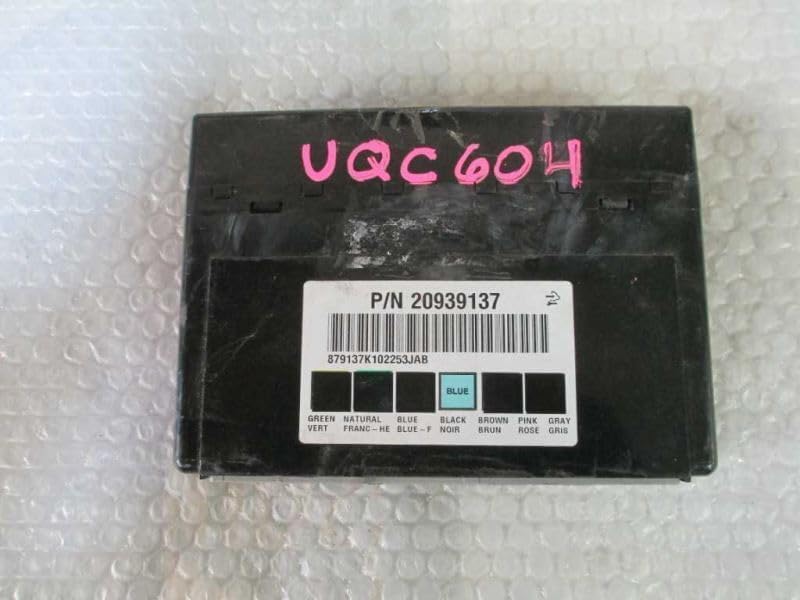 UQC604
P/N 20939137
879137K102253JAB
BLUE
GREEN NATURAL BLUE BLACK BROWN PINK GRAY
VERT FRANC-HE BLUE-F NOIR BRUN ROSE GRIS